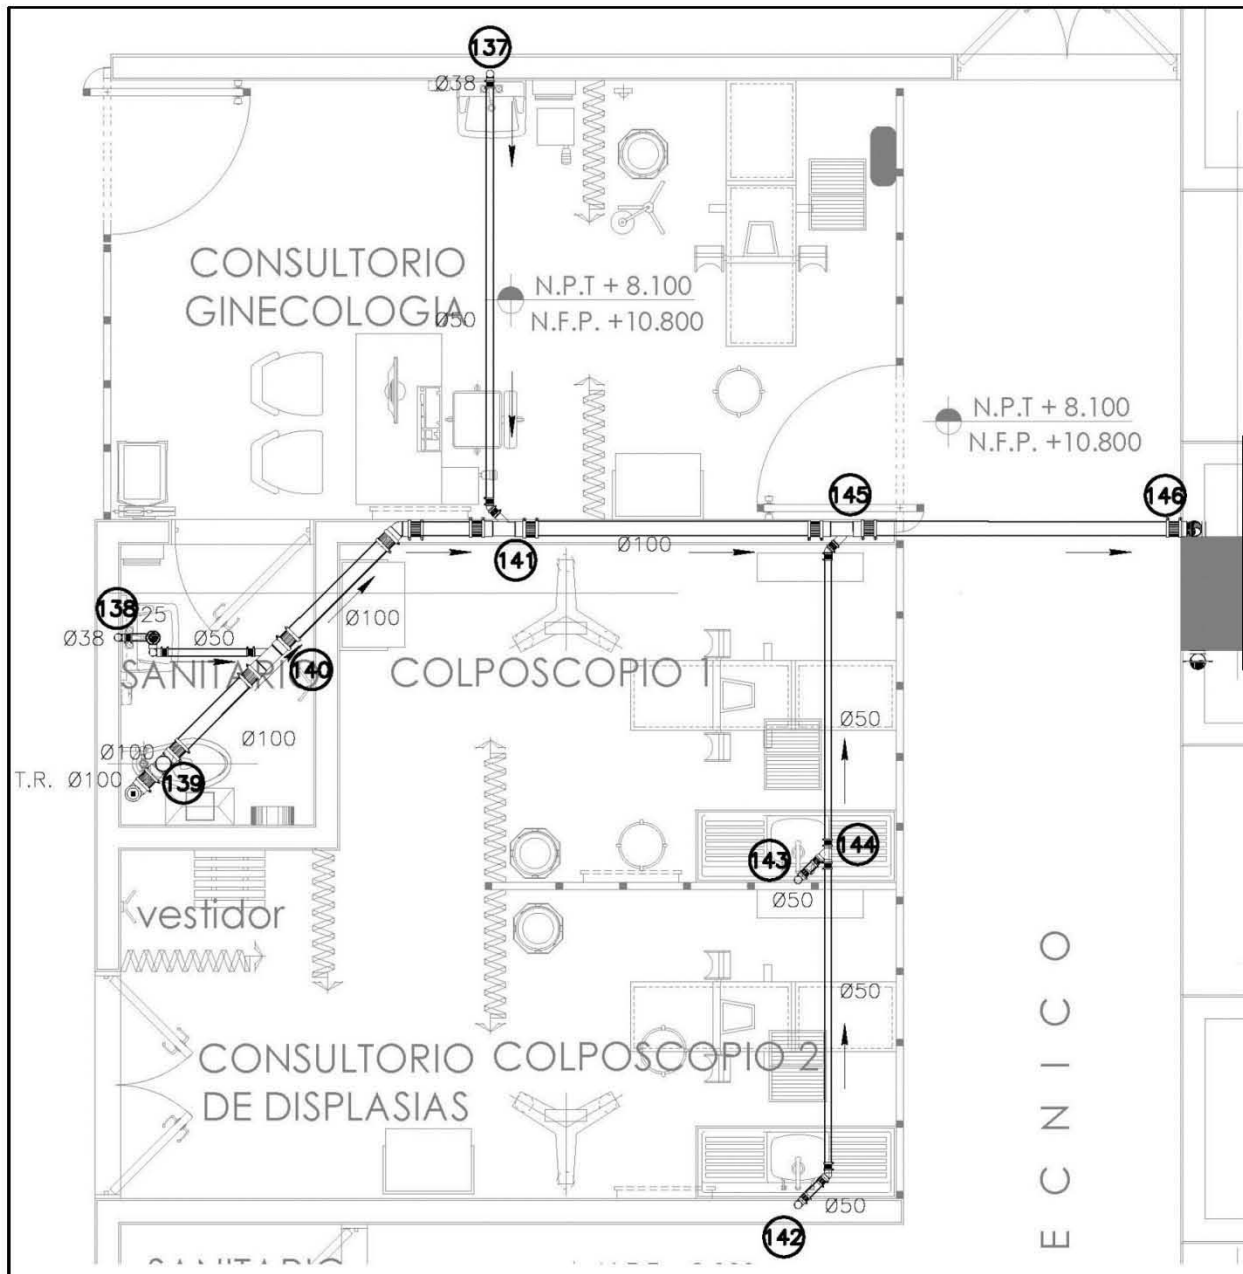 137
Ø38
CONSULTORIO
GINECOLOGIA
Ø50
N.P.T + 8.100
N.F.P. +10.800
N.P.T + 8.100
N.F.P. +10.800
145
146
141
Ø100
138
25
Ø38
Ø50
Ø100
140
SANITARIO
COLPOSCOPIO 1
Ø50
Ø100
Ø100
T.R. Ø100
139
143
144
Ø50
vestidor
Ø50
CONSULTORIO
DE DISPLASIAS
COLPOSCOPIO 2
Ø50
142
ECNICO
SANITARIO